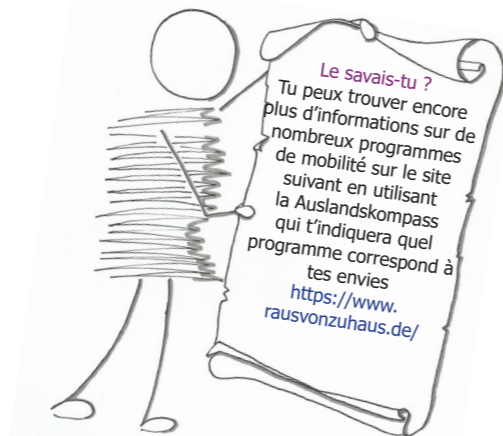 Le savais-tu ?
Tu peux trouver encore
plus d'informations sur de
nombreux programmes
de mobilité sur le site
suivant en utilisant
la Auslandskompass
qui t'indiquera quel
programme correspond à
tes envies
https://www.
rausvonzuhaus.de/